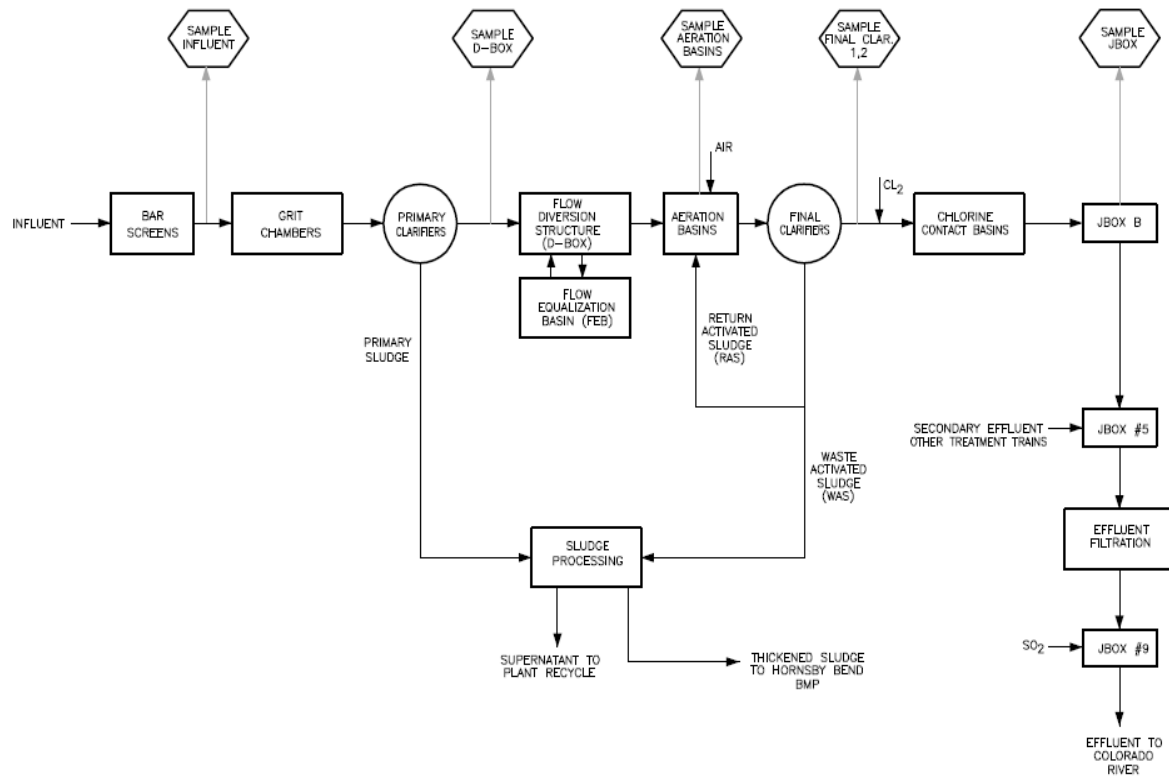 SAMPLE
INFLUENT
SAMPLE
D-BOX
SAMPLE
AERATION
BASINS
SAMPLE
FINAL CLAR.
1,2
SAMPLE
JBOX
INFLUENT
BAR
SCREENS
GRIT
CHAMBERS
PRIMARY
CLARIFIERS
FLOW
DIVERSION
STRUCTURE
(D-BOX)
FLOW
EQUALIZATION
BASIN (FEB)
AIR
AERATION
BASINS
FINAL
CLARIFIERS
CL2
CHLORINE
CONTACT BASINS
JBOX B
PRIMARY
SLUDGE
RETURN
ACTIVATED
SLUDGE
(RAS)
WASTE
ACTIVATED
SLUDGE
(WAS)
SECONDARY EFFLUENT
OTHER TREATMENT TRAINS
JBOX #5
EFFLUENT
FILTRATION
SLUDGE
PROCESSING
SO2
JBOX #9
SUPERNATANT TO
PLANT RECYCLE
THICKENED SLUDGE
TO HORNSBY BEND
BMP
EFFLUENT TO
COLORADO
RIVER